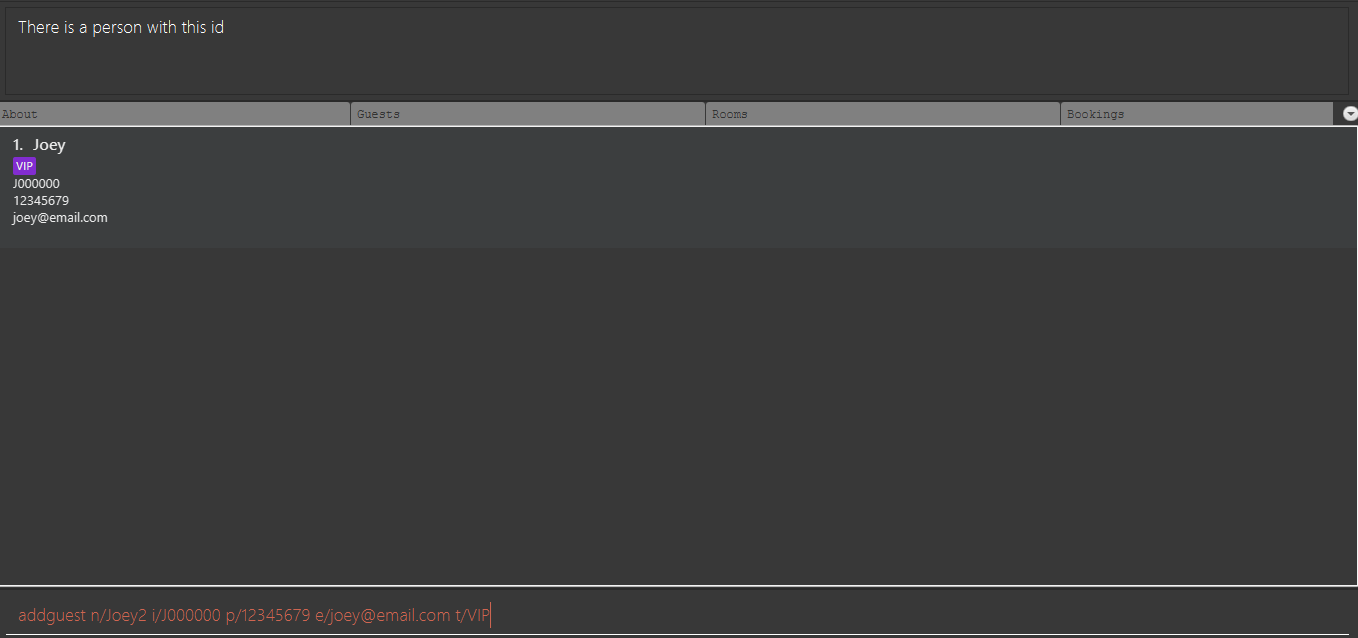 There is a person with this id
About Guests Rooms Bookings
1. Joey
VIP
J000000
12345679
joey@email.com
addguest n/Joey2 i/J000000 p/12345679 e/joey@email.com t/VIP